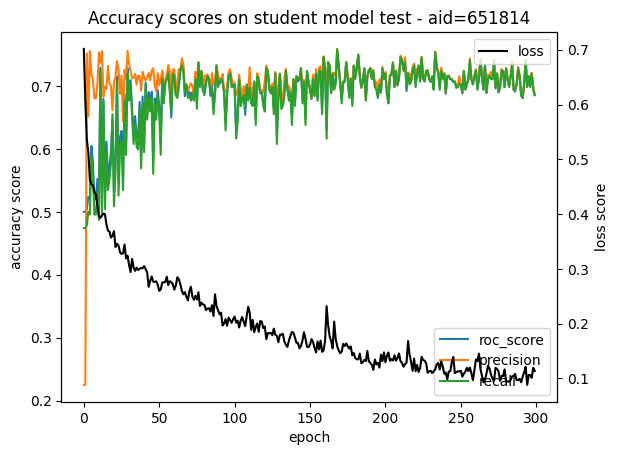 Accuracy scores on student model test - aid=651814
accuracy score
0.7
0.6
0.5
0.4
0.3
0.2
0
50
100
150
200
250
300
epoch
loss score
0.7
0.6
0.5
0.4
0.3
0.2
0.1
loss
roc_score
precision
recall